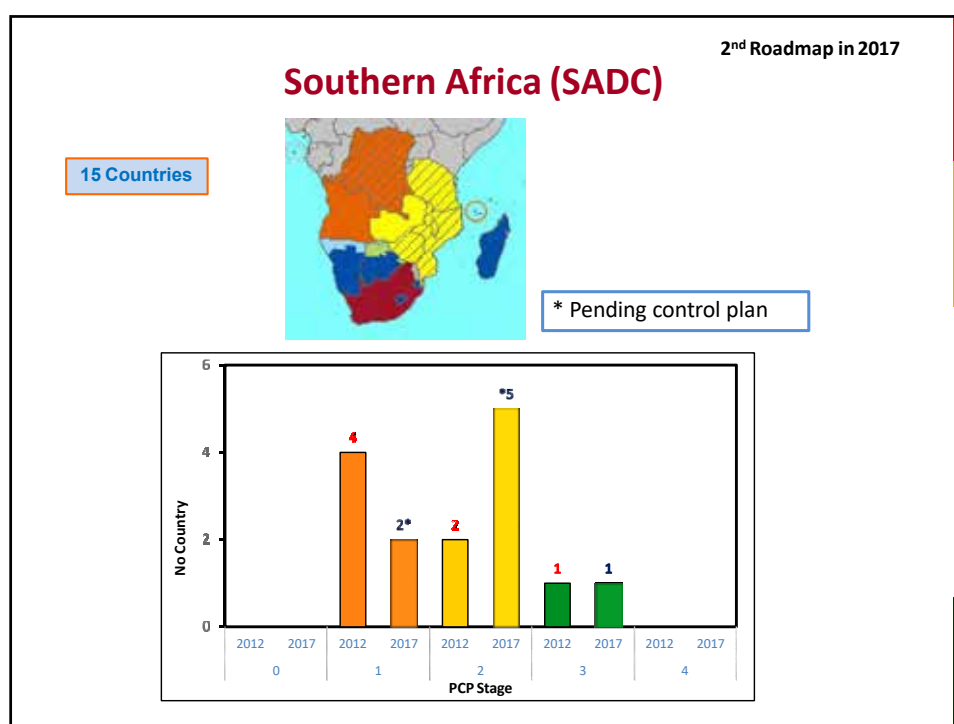 2nd Roadmap in 2017
Southern Africa (SADC)
15 Countries
* Pending control plan
6
*5
4
4
No Country
2*
2
2
1
1
0
2012 2017 2012 2017 2012 2017 2012 2017 2012 2017
0 1 2 3 4
PCP Stage